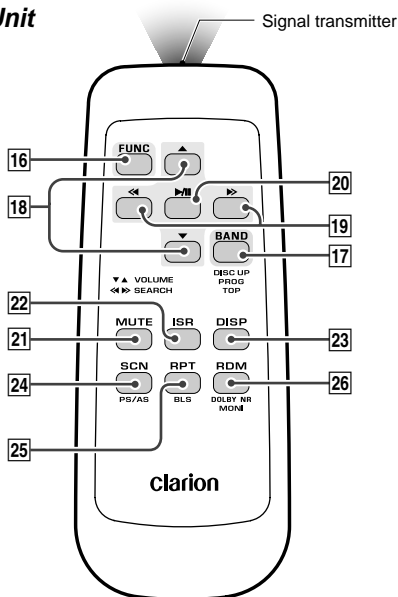 Unit
Signal transmitter
FUNC
16
18
20
19
BAND
17
DISC UP
PROG
TOP
▼▲ VOLUME
◀◀ ▶▶ SEARCH
22
MUTE ISR DISP
21
23
SCN RPT RDM
24
26
PS/AS BLS DOLBY NR
MONI
25
clarion